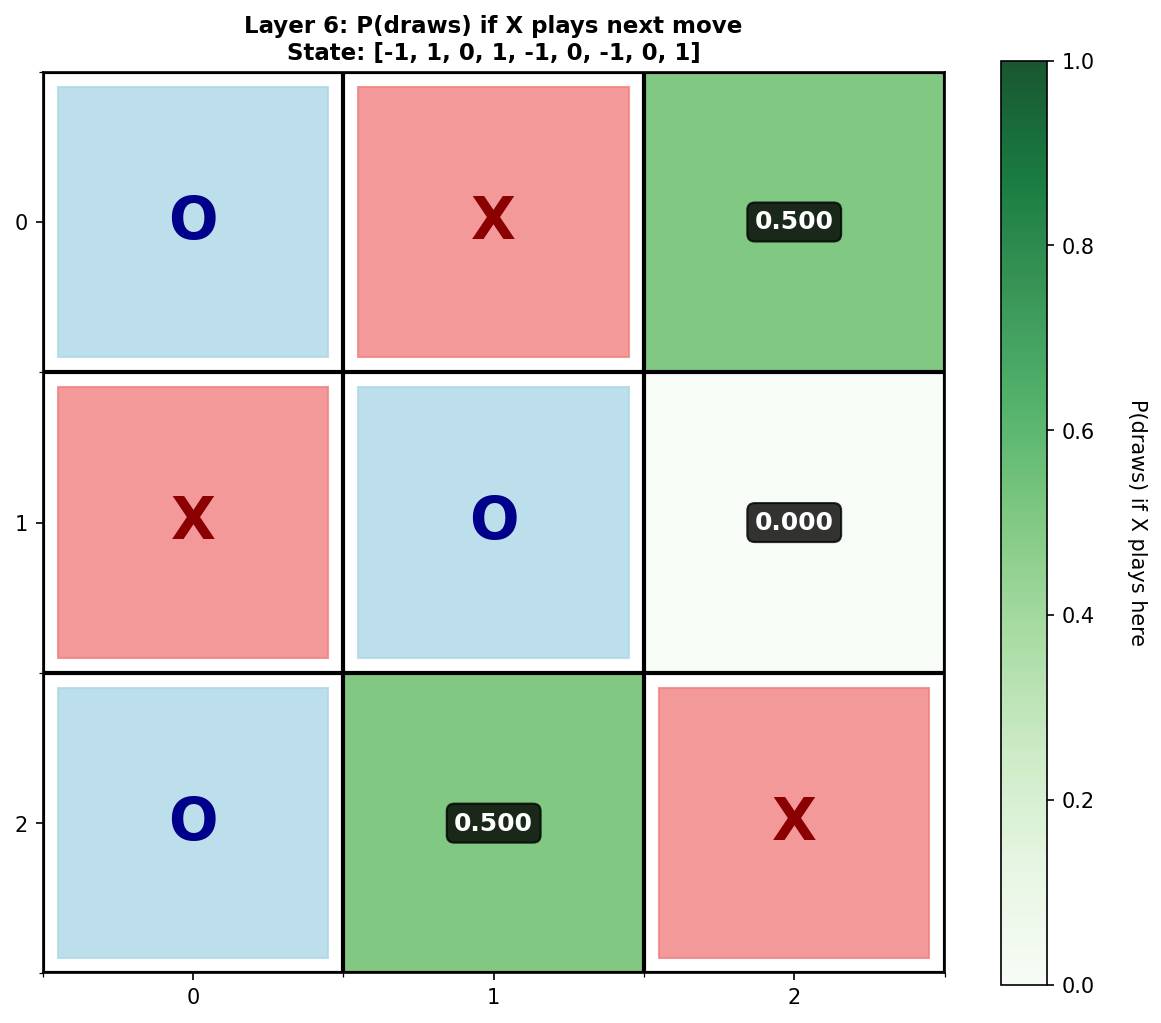 Layer 6: P(draws) if X plays next move
State: [-1, 1, 0, 1, -1, 0, -1, 0, 1]
O
X
0.500
X
O
0.000
O
0.500
X
0
1
2
0
1
2
1.0
0.8
0.6
0.4
0.2
0.0
P(draws) if X plays here